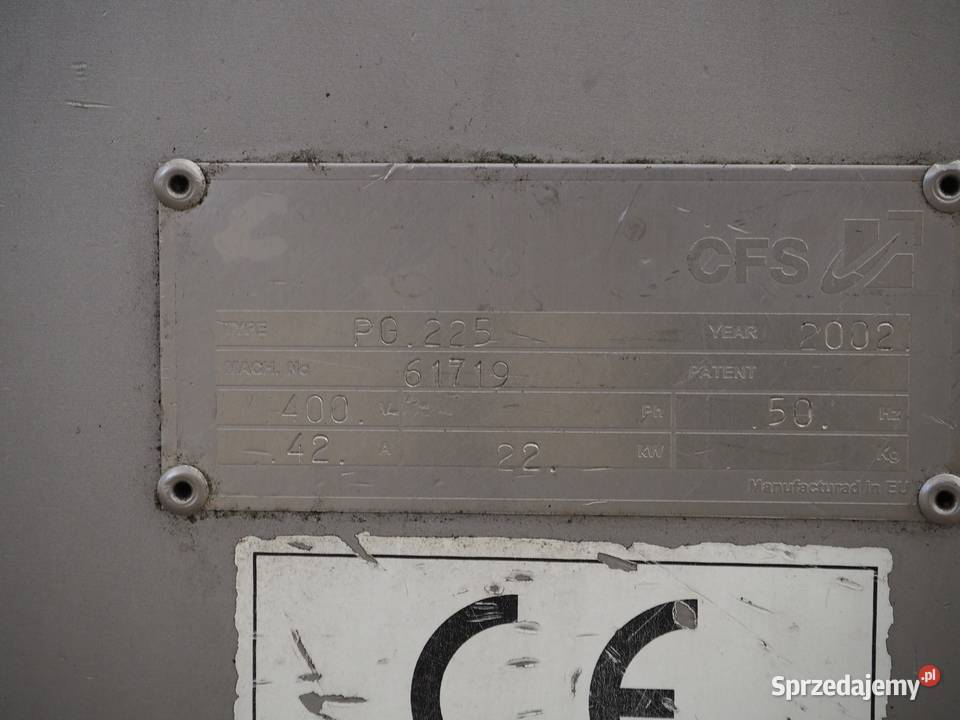 CFS
TYPE PG.225 YEAR 2002.
MACH. No 61719 PATENT
400. V. Ph .50. Hz
.42. A 22. kW Kg
Manufacturad in EU
CE
Sprzedajemy.pl